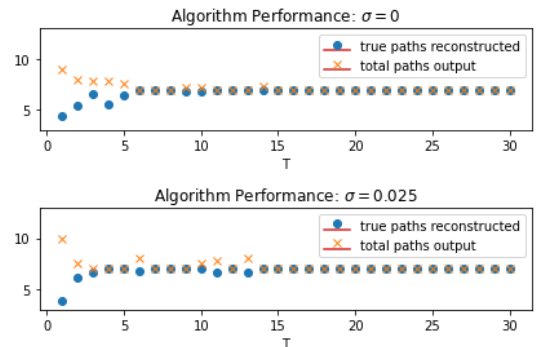 Algorithm Performance: σ = 0
true paths reconstructed
total paths output
10
5
0 5 10 15 20 25 30
T
Algorithm Performance: σ = 0.025
true paths reconstructed
total paths output
10
5
0 5 10 15 20 25 30
T